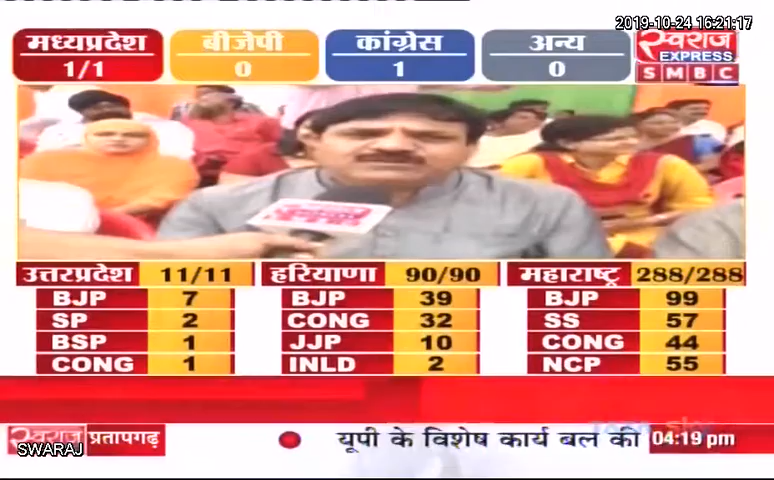 2019-10-24 16:21:17
मध्यप्रदेश बीजेपी कांग्रेस अन्य स्वराज
1/1 0 1 0 EXPRESS
SMBC
उत्तरप्रदेश 11/11 हरियाणा 90/90 महाराष्ट्र 288/288
BJP 7 BJP 39 BJP 99
SP 2 CONG 32 SS 57
BSP 1 JJP 10 CONG 44
CONG 1 INLD 2 NCP 55
स्वराज प्रतापगढ़ यूपी के विशेष कार्य बल की 04:19 pm
SWARAJ